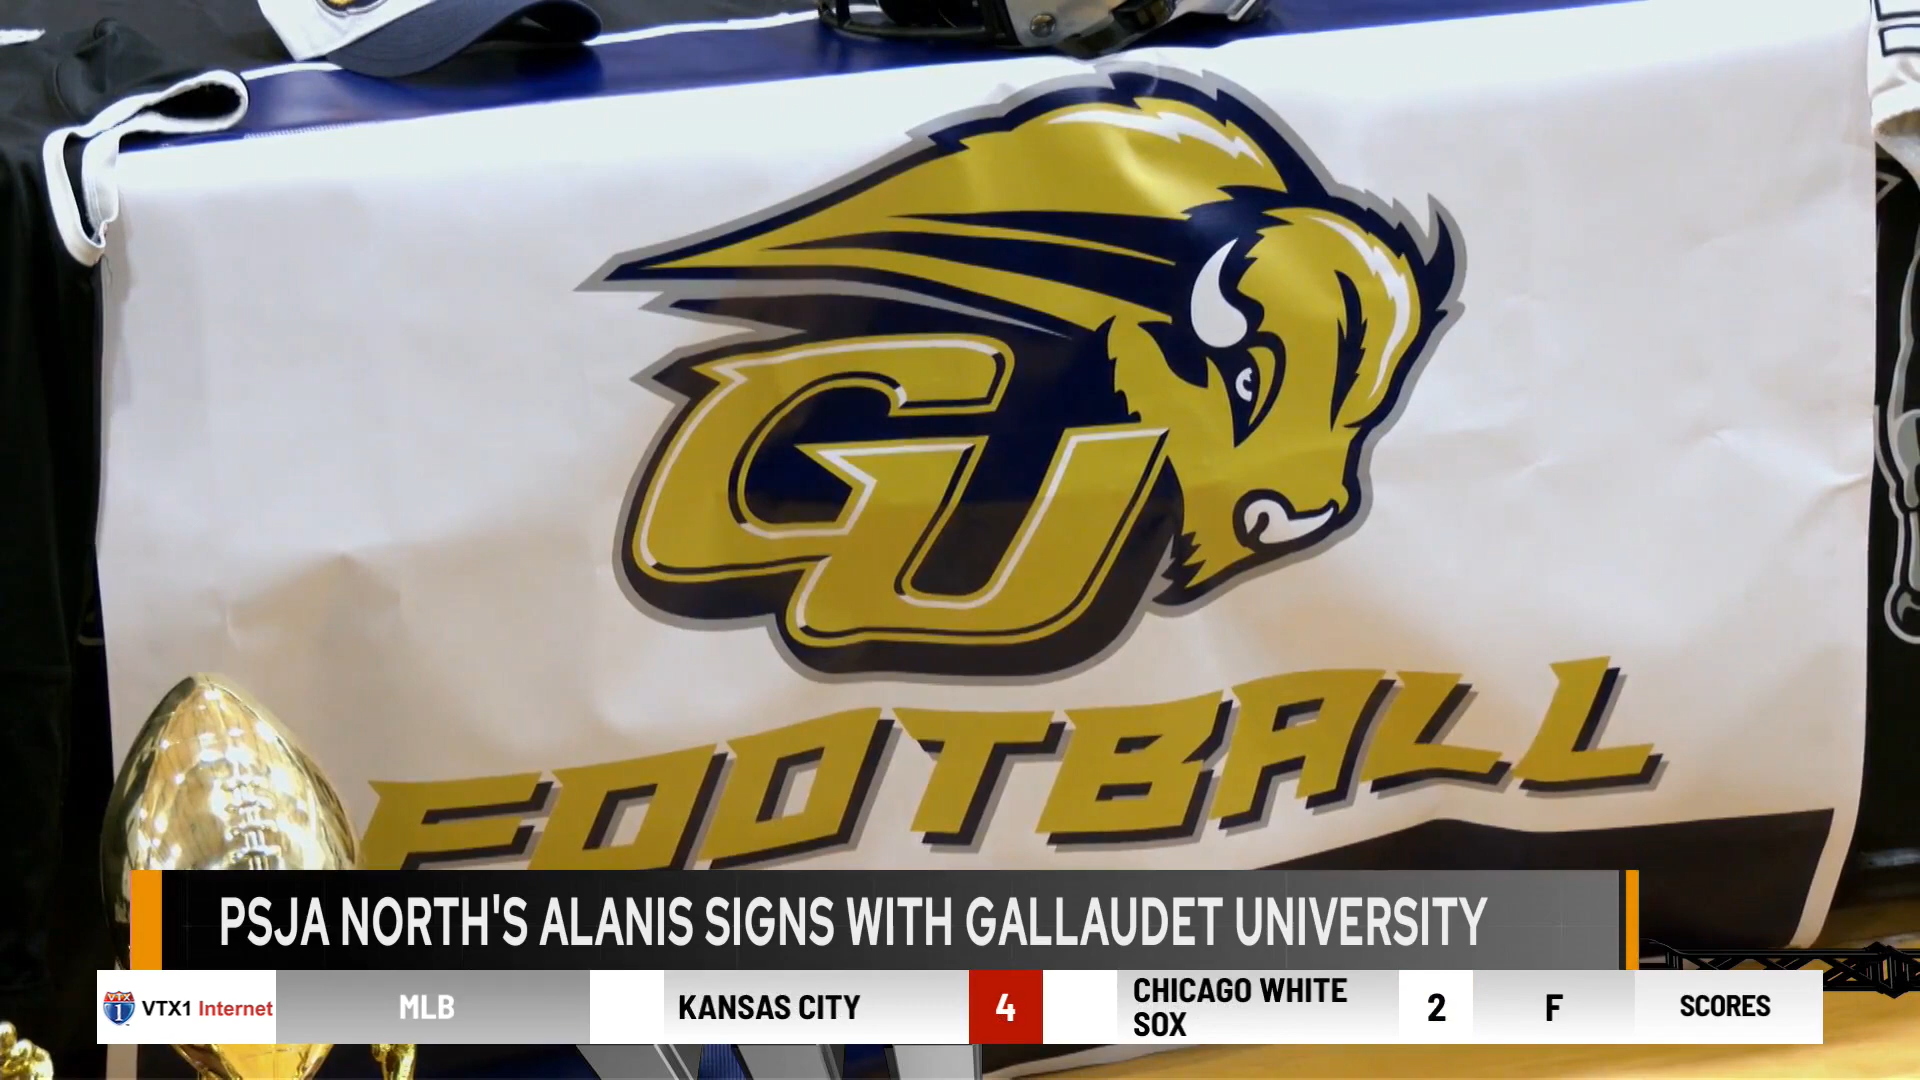 GU
FOOTBALL
PSJA NORTH'S ALANIS SIGNS WITH GALLAUDET UNIVERSITY
VTX1 Internet MLB KANSAS CITY 4 CHICAGO WHITE SOX 2 F SCORES